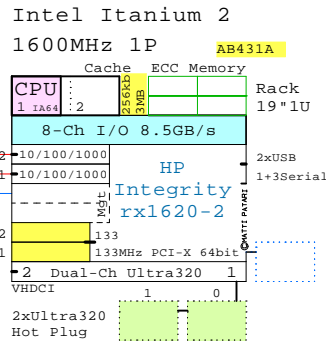 Intel Itanium 2
1600MHz 1P
AB431A
Cache ECC Memory
CPU
1 IA64 : 2
256kb
3MB
Rack
19"1U
8-Ch I/O 8.5GB/s
2
10/100/1000
1
10/100/1000
HP
Integrity
rx1620-2
2xUSB
1+3Serial
Mgt
©MATTI PATARI
2
133
1
133MHz PCI-X 64bit
2 Dual-Ch Ultra320 1
VHDCI
1 0
2xUltra320
Hot Plug